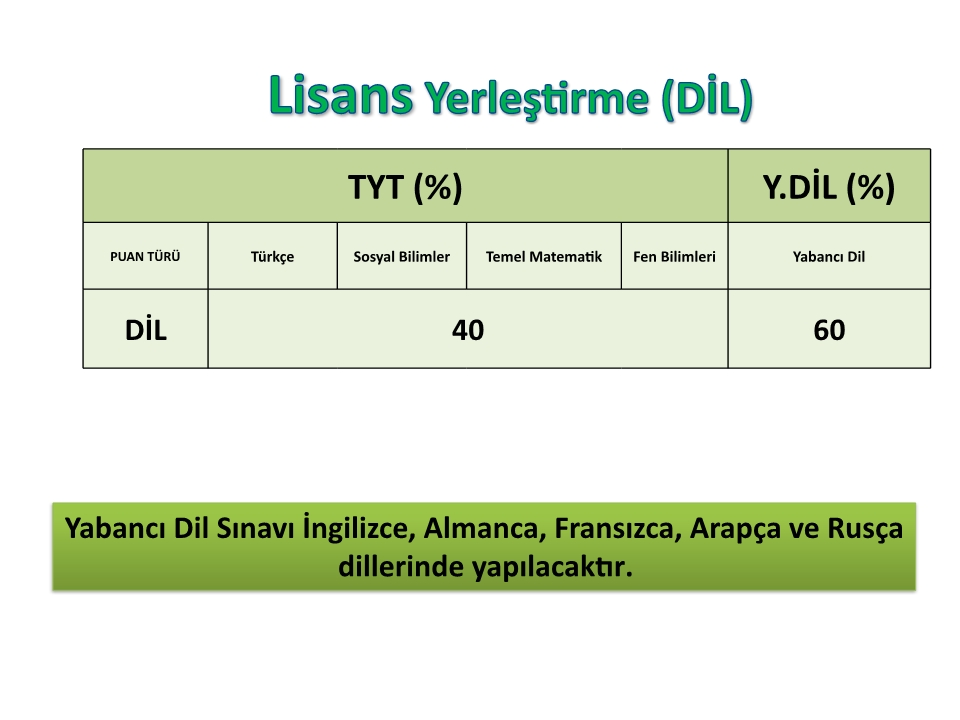 Lisans Yerleştirme (DİL)
TYT (%) Y.DİL (%)
PUAN TÜRÜ Türkçe Sosyal Bilimler Temel Matematik Fen Bilimleri Yabancı Dil
DİL 40 60
Yabancı Dil Sınavı İngilizce, Almanca, Fransızca, Arapça ve Rusça
dillerinde yapılacaktır.